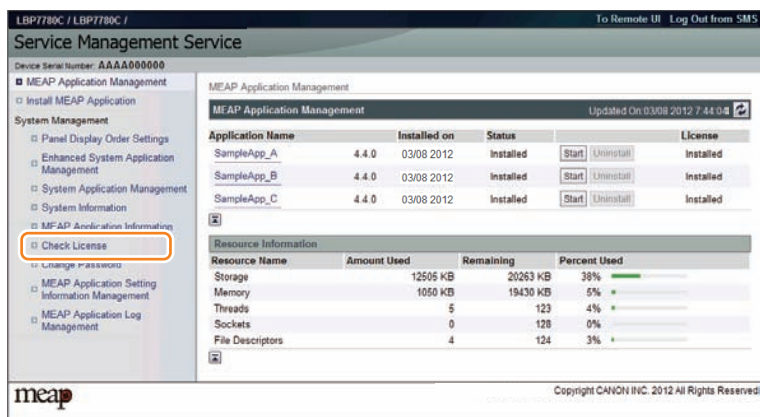 LBP7780C / LBP7780C / To Remote UI Log Out from SMS
Service Management Service
Device Serial Number: AAAA000000
MEAP Application Management
Install MEAP Application
System Management
Panel Display Order Settings
Enhanced System Application
Management
System Application Management
System Information
MEAP Application Information
Check License
Change Password
MEAP Application Setting
Information Management
MEAP Application Log
Management
MEAP Application Management
MEAP Application Management Updated On:03/08 2012 7:44:04
Application Name Installed on Status License
SampleApp_A 4.4.0 03/08 2012 Installed Start Uninstall Installed
SampleApp_B 4.4.0 03/08 2012 Installed Start Uninstall Installed
SampleApp_C 4.4.0 03/08 2012 Installed Start Uninstall Installed
Resource Information
Resource Name Amount Used Remaining Percent Used
Storage 12505 KB 20263 KB 38%
Memory 1050 KB 19430 KB 5%
Threads 5 123 4%
Sockets 0 128 0%
File Descriptors 4 124 3%
meap Copyright CANON INC. 2012 All Rights Reserved